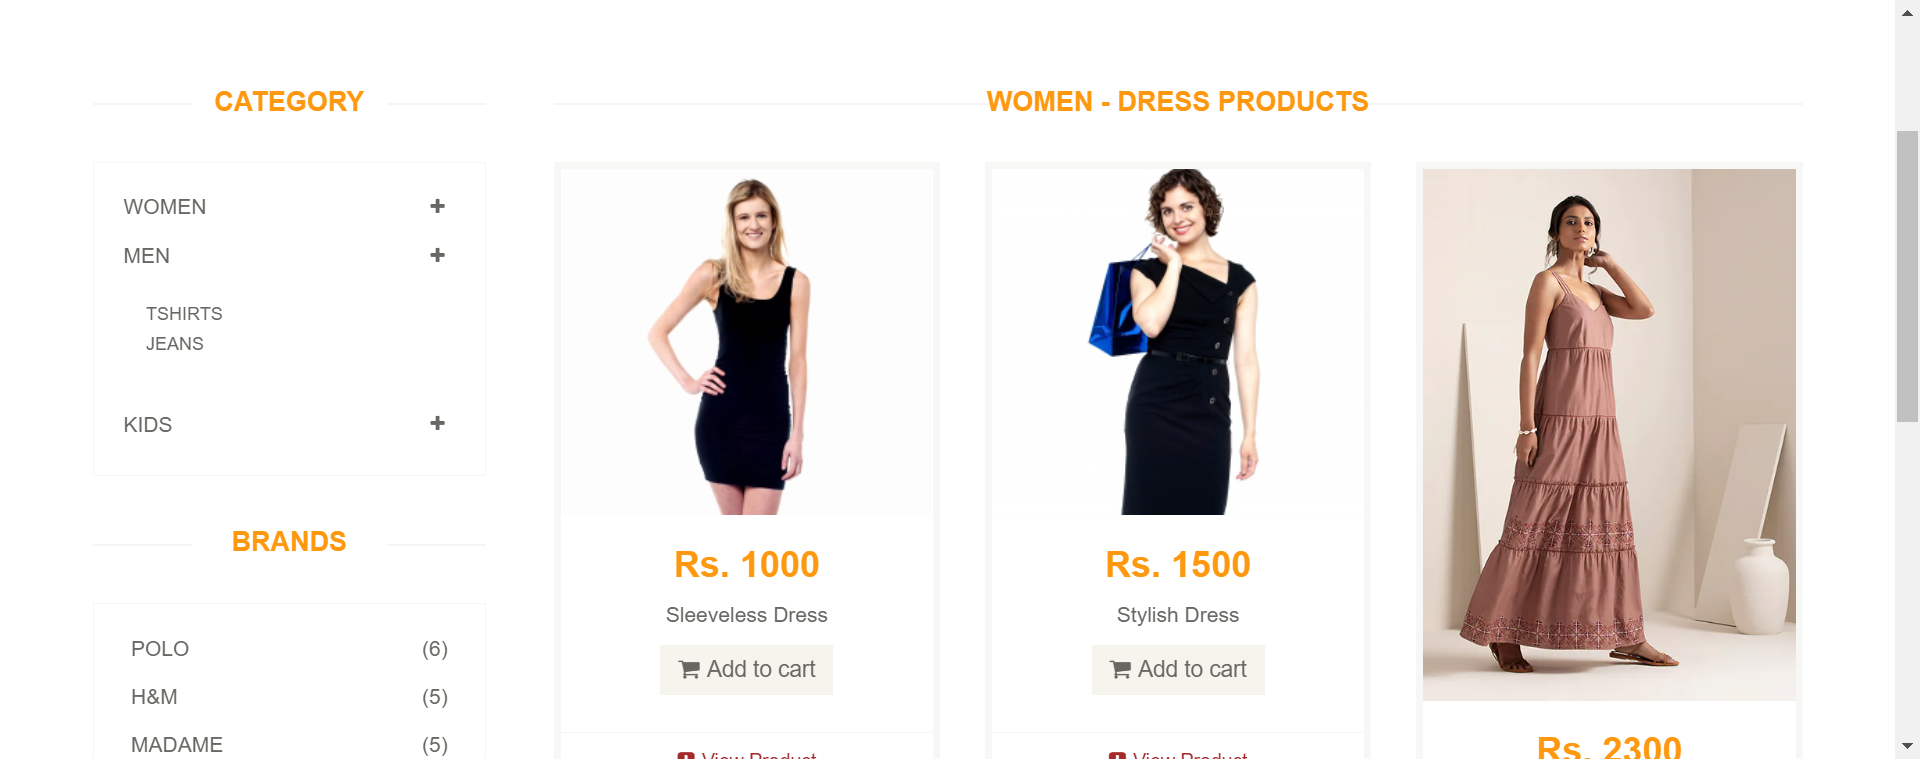 CATEGORY
WOMEN
MEN
TSHIRTS
JEANS
KIDS
BRANDS
POLO (6)
H&M (5)
MADAME (5)
WOMEN - DRESS PRODUCTS
Rs. 1000
Sleeveless Dress
Add to cart
View Product
Rs. 1500
Stylish Dress
Add to cart
View Product
Rs. 2300